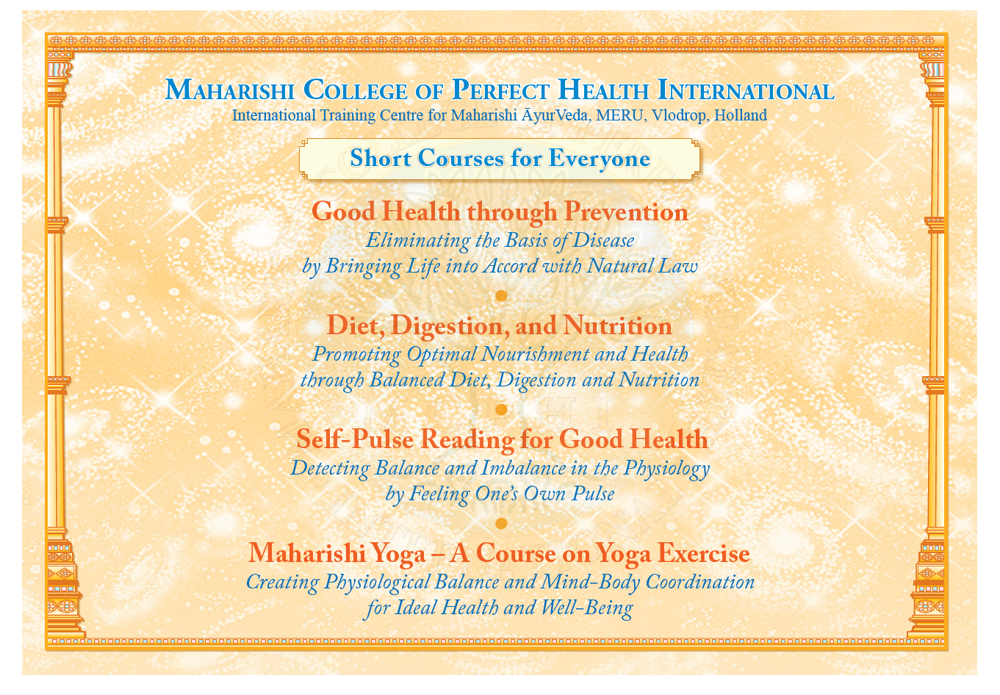 MAHARISHI COLLEGE OF PERFECT HEALTH INTERNATIONAL
International Training Centre for Maharishi ĀyurVeda, MERU, Vlodrop, Holland
Short Courses for Everyone
Good Health through Prevention
Eliminating the Basis of Disease
by Bringing Life into Accord with Natural Law
Diet, Digestion, and Nutrition
Promoting Optimal Nourishment and Health
through Balanced Diet, Digestion and Nutrition
Self-Pulse Reading for Good Health
Detecting Balance and Imbalance in the Physiology
by Feeling One’s Own Pulse
Maharishi Yoga – A Course on Yoga Exercise
Creating Physiological Balance and Mind-Body Coordination
for Ideal Health and Well-Being